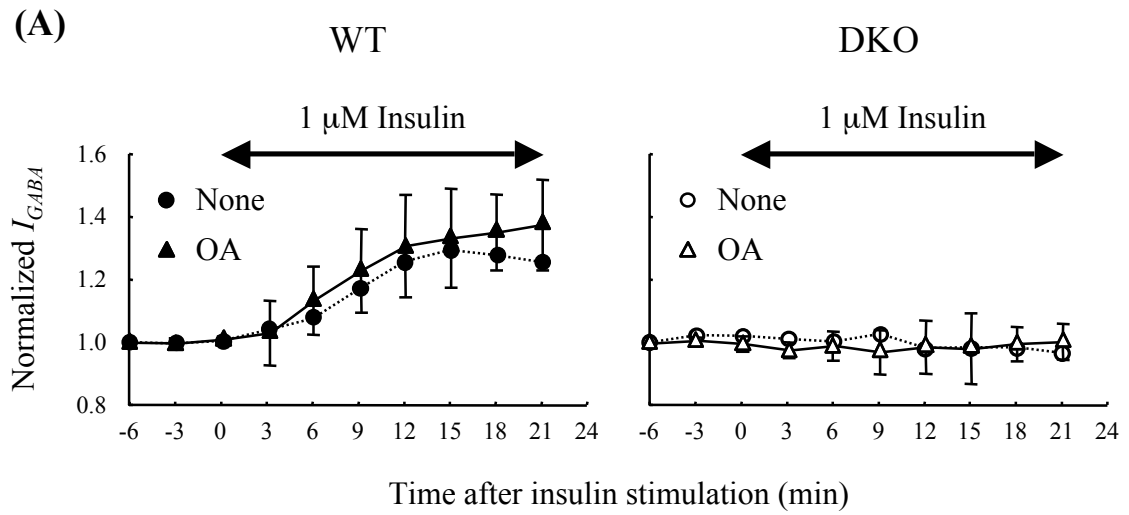 (A)
WT
DKO
1 μM Insulin
1 μM Insulin
Normalized I_GABA
1.6
1.4
1.2
1.0
0.8
None
OA
None
OA
-6 -3 0 3 6 9 12 15 18 21 24
-6 -3 0 3 6 9 12 15 18 21 24
Time after insulin stimulation (min)